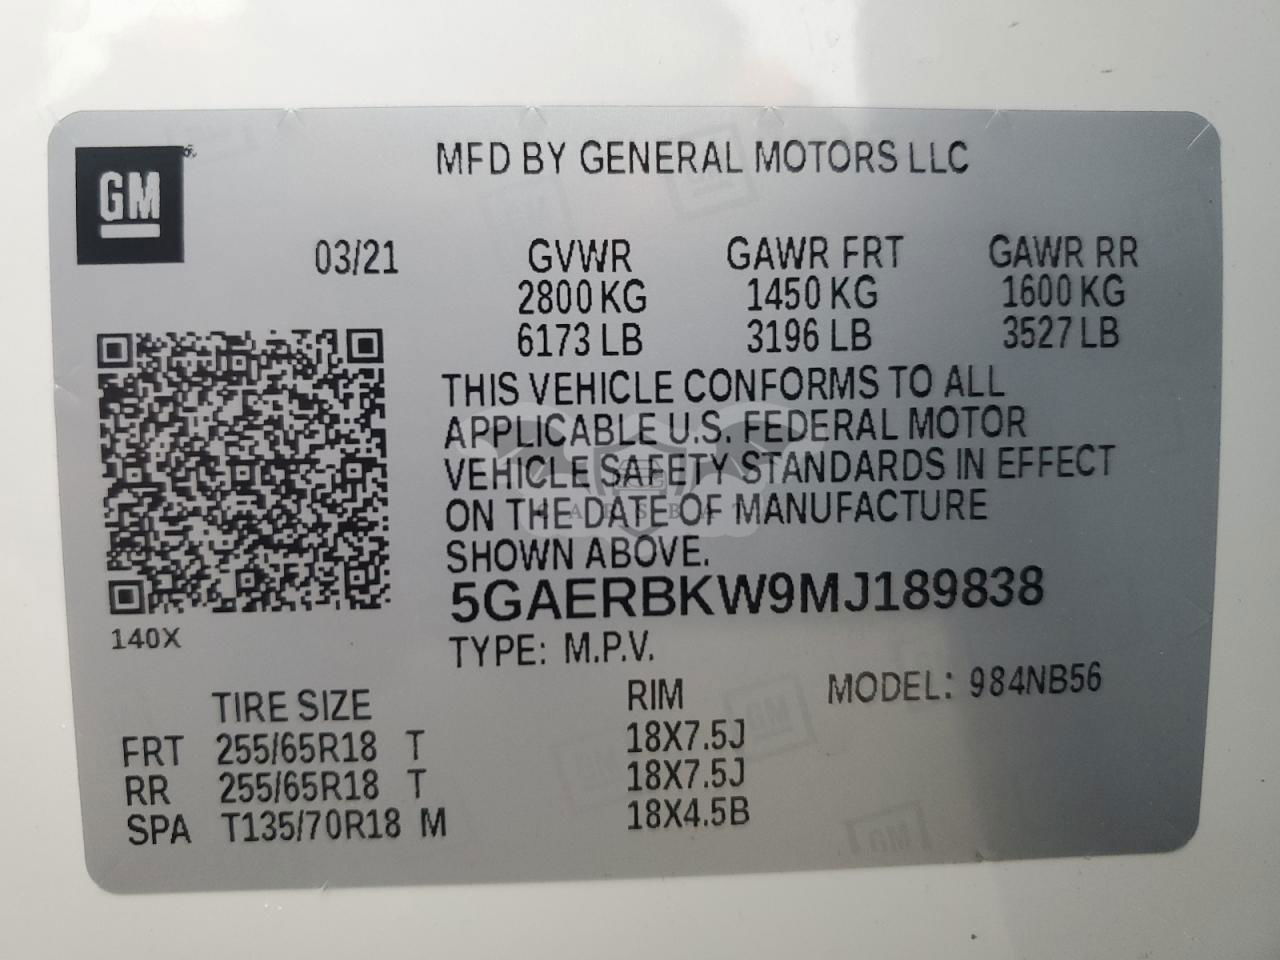 GM
MFD BY GENERAL MOTORS LLC
03/21 GVWR GAWR FRT GAWR RR
2800 KG 1450 KG 1600 KG
6173 LB 3196 LB 3527 LB
THIS VEHICLE CONFORMS TO ALL
APPLICABLE U.S. FEDERAL MOTOR
VEHICLE SAFETY STANDARDS IN EFFECT
ON THE DATE OF MANUFACTURE
SHOWN ABOVE.
5GAERBKW9MJ189838
140X
TYPE: M.P.V.
TIRE SIZE RIM MODEL: 984NB56
FRT 255/65R18 T 18X7.5J
RR 255/65R18 T 18X7.5J
SPA T135/70R18 M 18X4.5B